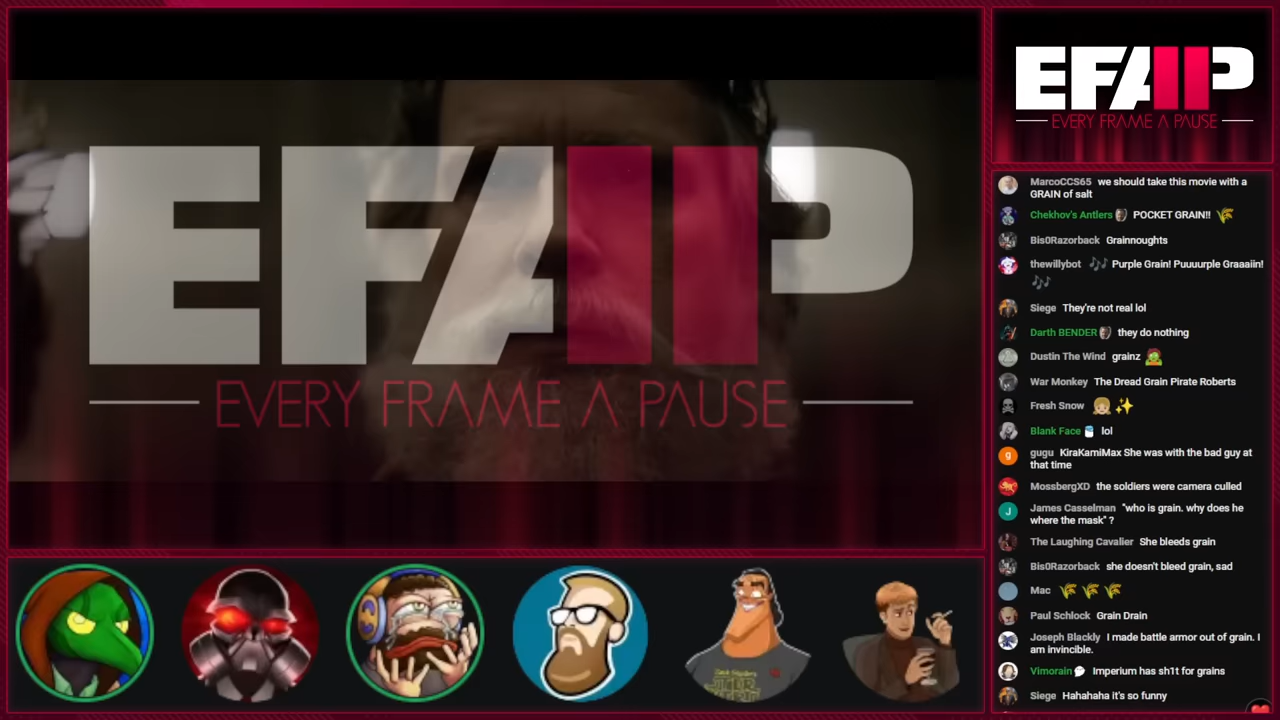 EFAP
EVERY FRAME A PAUSE
EFAP
EVERY FRAME A PAUSE
MarcoCCS65 we should take this movie with a
GRAIN of salt
Chekhov's Antlers POCKET GRAIN!! 🌾
Bis0Razorback Grainnoughts
thewillybot 🎶 Purple Grain! Puuuurple Graaaiin!
🎶
Siege They're not real lol
Darth BENDER they do nothing
Dustin The Wind grainz
War Monkey The Dread Grain Pirate Roberts
Fresh Snow
Blank Face lol
g
gugu KiraKamiMax She was with the bad guy at
that time
MossbergXD the soldiers were camera culled
J
James Casselman "who is grain. why does he
where the mask" ?
The Laughing Cavalier She bleeds grain
Bis0Razorback she doesn't bleed grain, sad
Mac 🌾 🌾 🌾
Paul Schlock Grain Drain
Joseph Blackly I made battle armor out of grain. I
am invincible.
Vimorain Imperium has sh1t for grains
Siege Hahahaha it's so funny